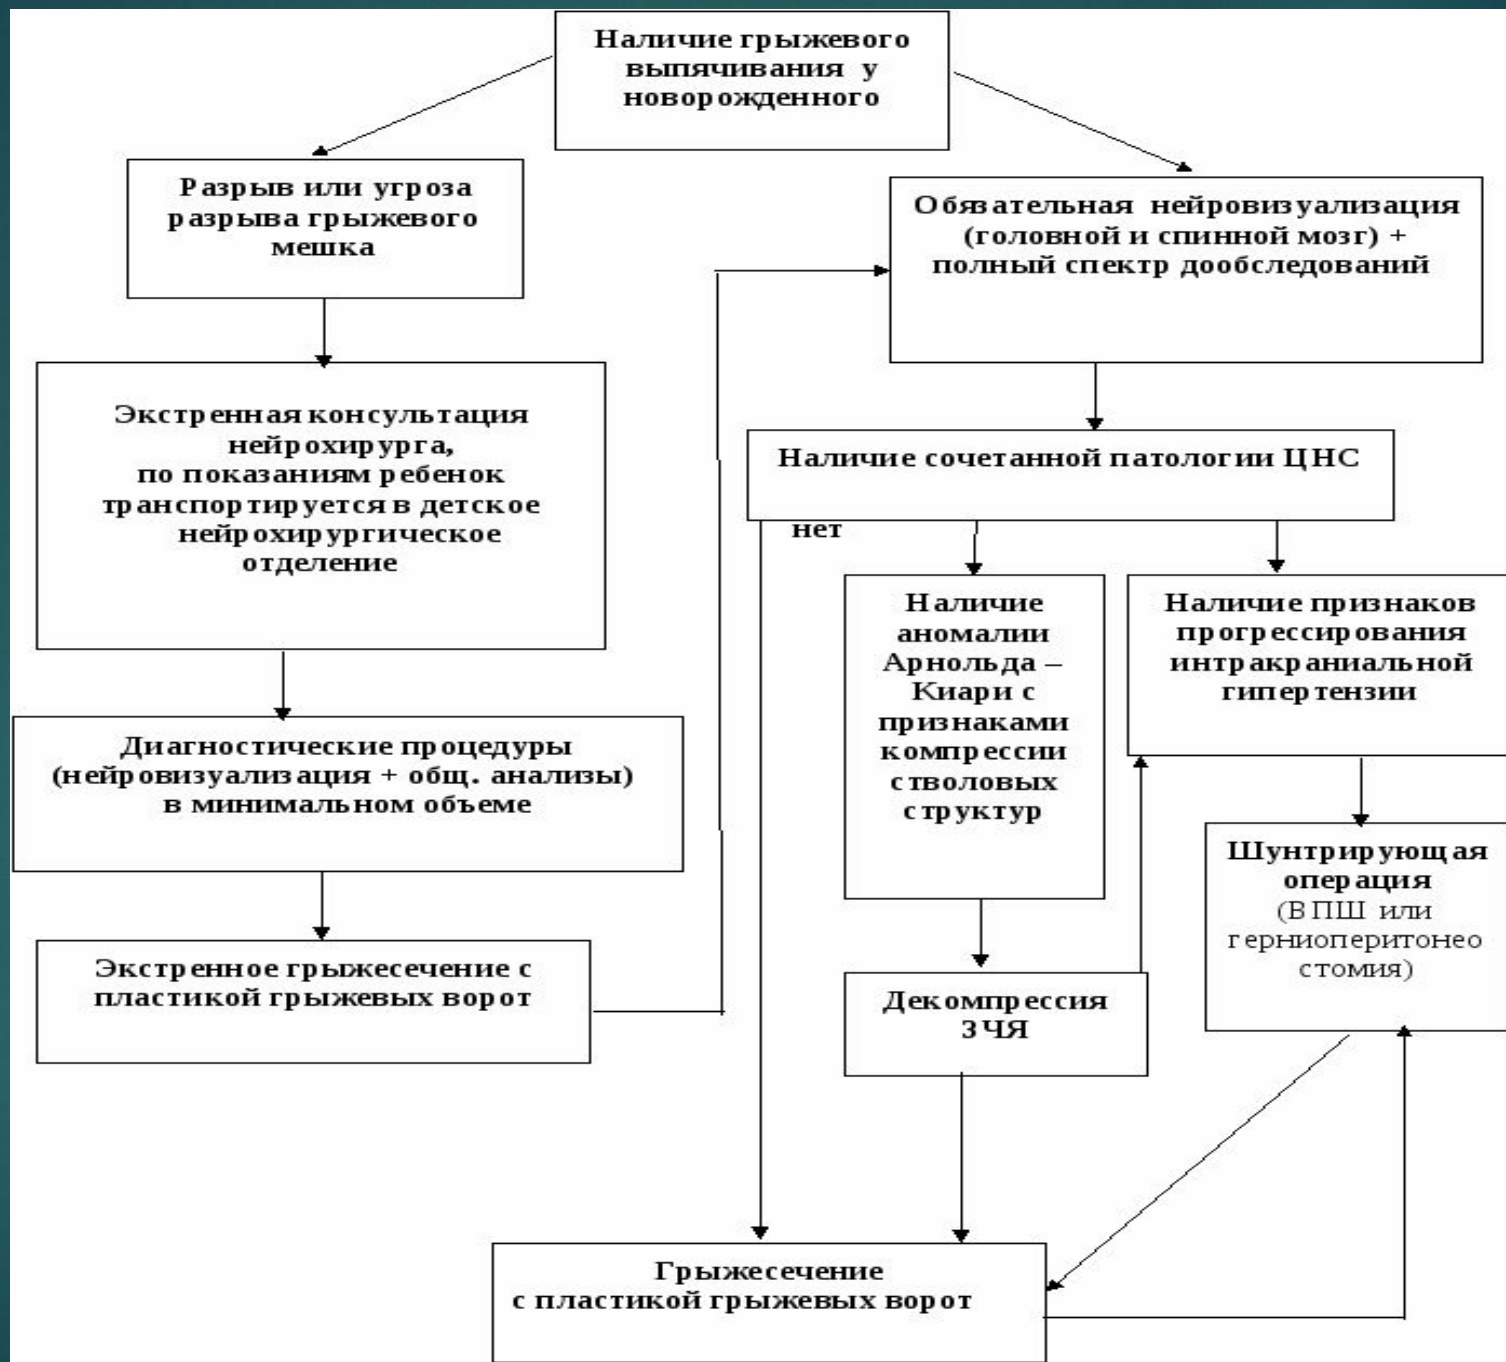 Наличие грыжевого
выпячивания у
новорожденного
Разрыв или угроза
разрыва грыжевого
мешка
Обязательная нейровизуализация
(головной и спинной мозг) +
полный спектр дообследований
Экстренная консультация
нейрохирурга,
по показаниям ребенок
транспортируется в детское
нейрохирургическое
отделение
Наличие сочетанной патологии ЦНС
нет
Наличие
аномалии
Арнольда –
Киари с
признаками
компрессии
стволовых
структур
Наличие признаков
прогрессирования
интракраниальной
гипертензии
Диагностические процедуры
(нейровизуализация + общ. анализы)
в минимальном объеме
Шунтрирующая
операция
(ВПШ или
герниоперитонео
стомия)
Экстренное грыжесечение с
пластикой грыжевых ворот
Декомпрессия
ЗЧЯ
Грыжесечение
с пластикой грыжевых ворот